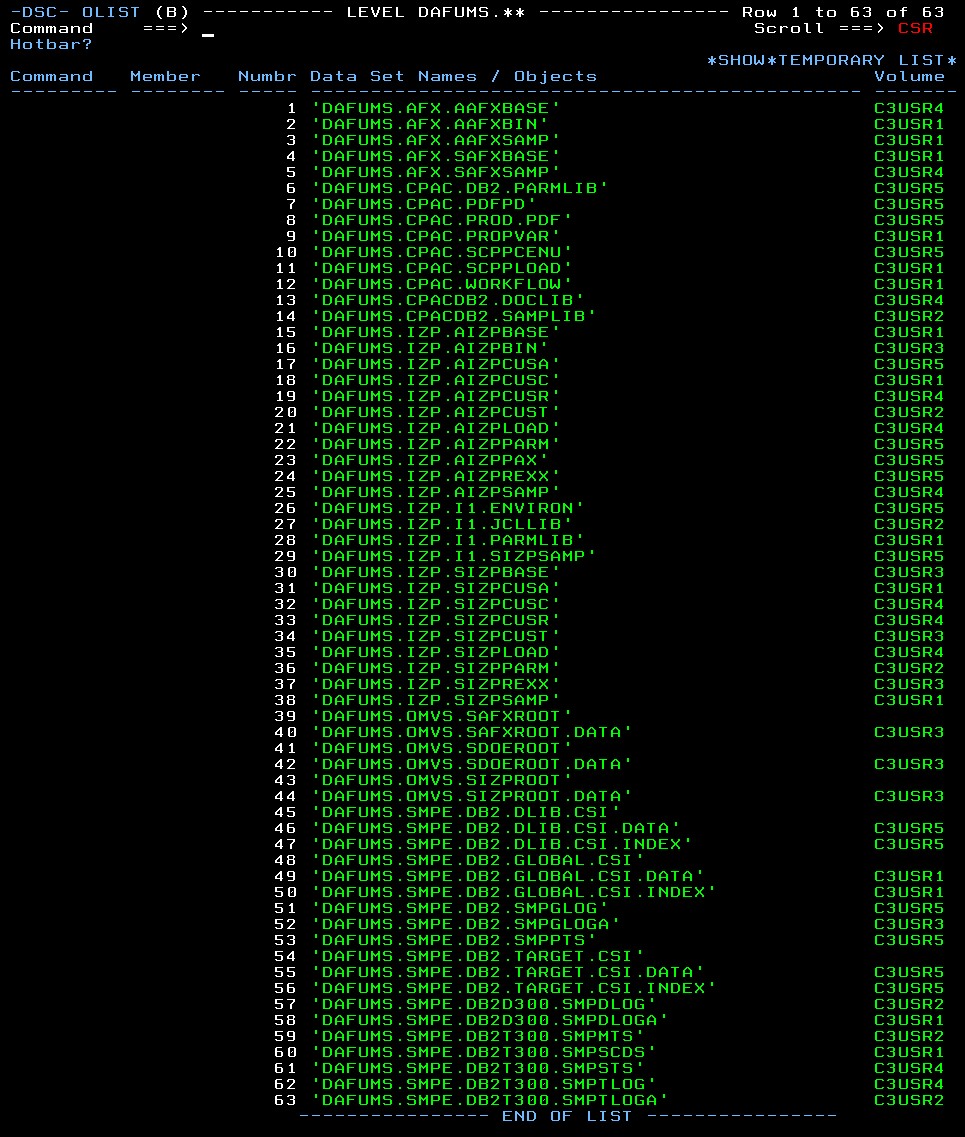 -DSC- OLIST (B) ----------- LEVEL DAFUMS.** ---------------- Row 1 to 63 of 63
Command ===> _ Scroll ===> CSR
Hotbar?
*SHOW*TEMPORARY LIST*
Command Member Numbr Data Set Names / Objects Volume
--------- -------- ----- ---------------------------------------------- -------
1 'DAFUMS.AFX.AAFXBASE' C3USR4
2 'DAFUMS.AFX.AAFXBIN' C3USR1
3 'DAFUMS.AFX.AAFXSAMP' C3USR1
4 'DAFUMS.AFX.SAFXBASE' C3USR1
5 'DAFUMS.AFX.SAFXSAMP' C3USR4
6 'DAFUMS.CPAC.DB2.PARMLIB' C3USR5
7 'DAFUMS.CPAC.PDFPD' C3USR5
8 'DAFUMS.CPAC.PROD.PDF' C3USR5
9 'DAFUMS.CPAC.PROPVAR' C3USR1
10 'DAFUMS.CPAC.SCPPCENU' C3USR5
11 'DAFUMS.CPAC.SCPPLOAD' C3USR1
12 'DAFUMS.CPAC.WORKFLOW' C3USR1
13 'DAFUMS.CPACDB2.DOCLIB' C3USR4
14 'DAFUMS.CPACDB2.SAMPLIB' C3USR2
15 'DAFUMS.IZP.AIZPBASE' C3USR1
16 'DAFUMS.IZP.AIZPBIN' C3USR3
17 'DAFUMS.IZP.AIZPCUSA' C3USR5
18 'DAFUMS.IZP.AIZPCUSC' C3USR1
19 'DAFUMS.IZP.AIZPCUSR' C3USR4
20 'DAFUMS.IZP.AIZPCUST' C3USR2
21 'DAFUMS.IZP.AIZPLOAD' C3USR4
22 'DAFUMS.IZP.AIZPPARM' C3USR5
23 'DAFUMS.IZP.AIZPPAX' C3USR5
24 'DAFUMS.IZP.AIZPREXX' C3USR5
25 'DAFUMS.IZP.AIZPSAMP' C3USR4
26 'DAFUMS.IZP.I1.ENVIRON' C3USR5
27 'DAFUMS.IZP.I1.JCLLIB' C3USR2
28 'DAFUMS.IZP.I1.PARMLIB' C3USR1
29 'DAFUMS.IZP.I1.SIZPSAMP' C3USR5
30 'DAFUMS.IZP.SIZPBASE' C3USR3
31 'DAFUMS.IZP.SIZPCUSA' C3USR1
32 'DAFUMS.IZP.SIZPCUSC' C3USR4
33 'DAFUMS.IZP.SIZPCUSR' C3USR4
34 'DAFUMS.IZP.SIZPCUST' C3USR3
35 'DAFUMS.IZP.SIZPLOAD' C3USR4
36 'DAFUMS.IZP.SIZPPARM' C3USR2
37 'DAFUMS.IZP.SIZPREXX' C3USR3
38 'DAFUMS.IZP.SIZPSAMP' C3USR1
39 'DAFUMS.OMVS.SAFXROOT'
40 'DAFUMS.OMVS.SAFXROOT.DATA' C3USR3
41 'DAFUMS.OMVS.SDOEROOT'
42 'DAFUMS.OMVS.SDOEROOT.DATA' C3USR3
43 'DAFUMS.OMVS.SIZPROOT'
44 'DAFUMS.OMVS.SIZPROOT.DATA' C3USR3
45 'DAFUMS.SMPE.DB2.DLIB.CSI'
46 'DAFUMS.SMPE.DB2.DLIB.CSI.DATA' C3USR5
47 'DAFUMS.SMPE.DB2.DLIB.CSI.INDEX' C3USR5
48 'DAFUMS.SMPE.DB2.GLOBAL.CSI'
49 'DAFUMS.SMPE.DB2.GLOBAL.CSI.DATA' C3USR1
50 'DAFUMS.SMPE.DB2.GLOBAL.CSI.INDEX' C3USR1
51 'DAFUMS.SMPE.DB2.SMPGLOG' C3USR5
52 'DAFUMS.SMPE.DB2.SMPGLOGA' C3USR3
53 'DAFUMS.SMPE.DB2.SMPPTS' C3USR5
54 'DAFUMS.SMPE.DB2.TARGET.CSI'
55 'DAFUMS.SMPE.DB2.TARGET.CSI.DATA' C3USR5
56 'DAFUMS.SMPE.DB2.TARGET.CSI.INDEX' C3USR5
57 'DAFUMS.SMPE.DB2D300.SMPDLOG' C3USR2
58 'DAFUMS.SMPE.DB2D300.SMPDLOGA' C3USR1
59 'DAFUMS.SMPE.DB2T300.SMPMTS' C3USR2
60 'DAFUMS.SMPE.DB2T300.SMPSCDS' C3USR1
61 'DAFUMS.SMPE.DB2T300.SMPSTS' C3USR4
62 'DAFUMS.SMPE.DB2T300.SMPTLOG' C3USR4
63 'DAFUMS.SMPE.DB2T300.SMPTLOGA' C3USR2
---------------- END OF LIST ----------------